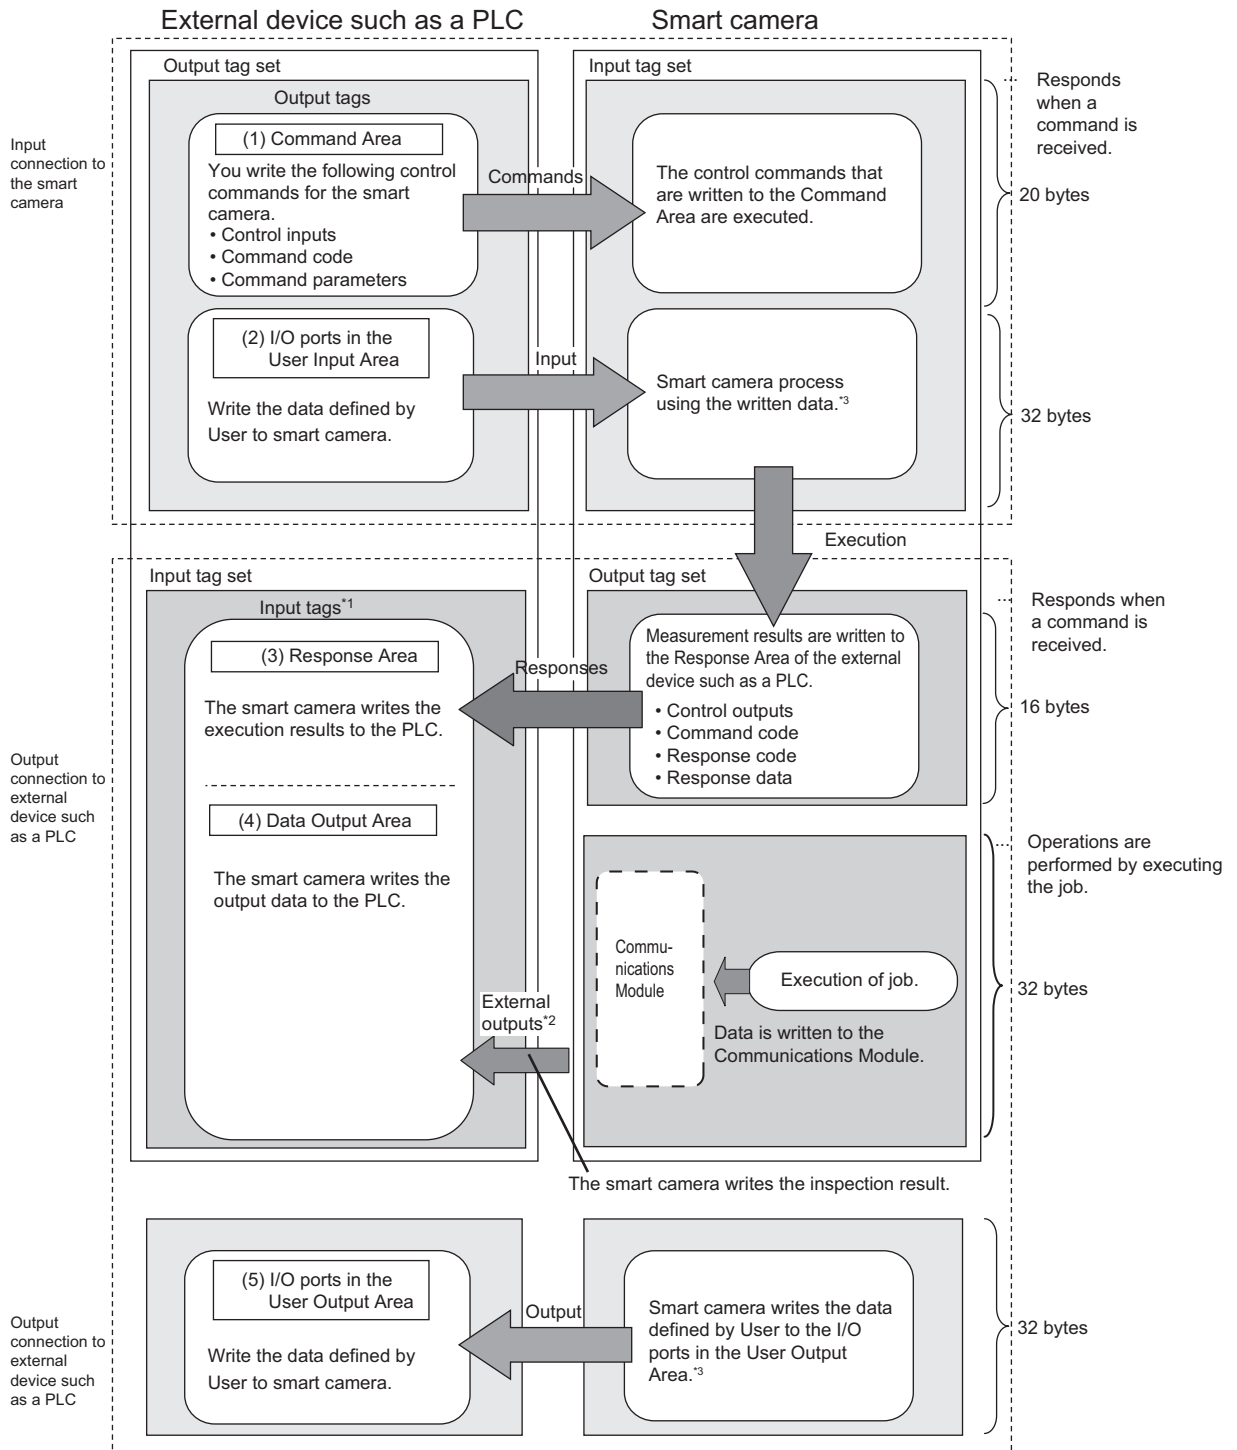 External device such as a PLC
Smart camera
Output tag set
Input tag set
Input
connection to
the smart
camera
Output tags
(1) Command Area
You write the following control
commands for the smart
camera.
• Control inputs
• Command code
• Command parameters
Commands
The control commands that
are written to the Command
Area are executed.
Responds
when a
command is
received.
20 bytes
(2) I/O ports in the
User Input Area
Write the data defined by
User to smart camera.
Input
Smart camera process
using the written data.*3
32 bytes
Execution
Input tag set
Output tag set
Output
connection to
external
device such
as a PLC
Input tags*1
(3) Response Area
The smart camera writes the
execution results to the PLC.
Responses
Measurement results are written to
the Response Area of the external
device such as a PLC.
• Control outputs
• Command code
• Response code
• Response data
Responds when
a command is
received.
16 bytes
(4) Data Output Area
The smart camera writes the
output data to the PLC.
External
outputs*2
Commu-
nications
Module
Execution of job.
Data is written to the
Communications Module.
Operations are
performed by executing
the job.
32 bytes
The smart camera writes the inspection result.
Output
connection to
external
device such
as a PLC
(5) I/O ports in the
User Output Area
Write the data defined by
User to smart camera.
Output
Smart camera writes the data
defined by User to the I/O
ports in the User Output
Area.*3
32 bytes